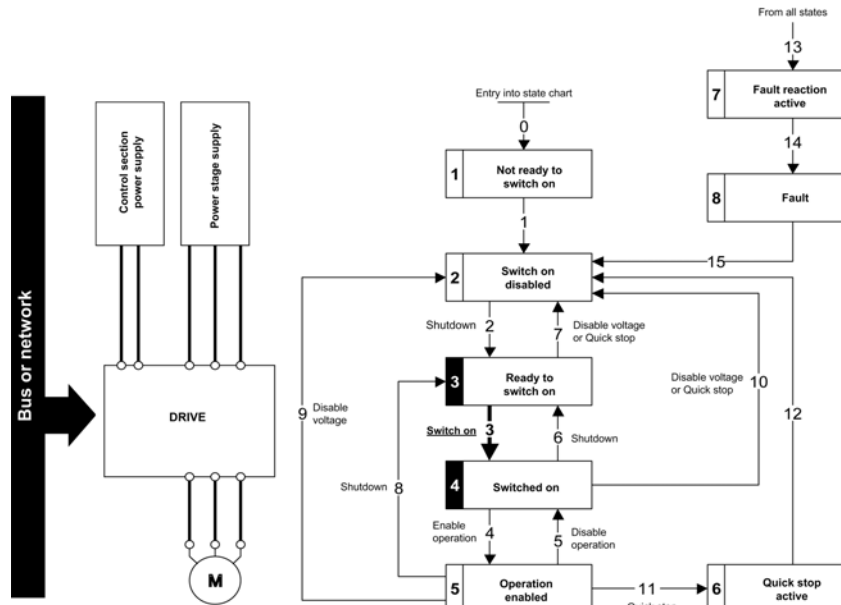 Bus or network
Control section
power supply
Power stage supply
DRIVE
M
From all states
13
7
Fault reaction
active
14
8
Fault
15
Entry into state chart
0
1
Not ready to
switch on
1
2
Switch on
disabled
Shutdown
2
7
Disable voltage
or Quick stop
3
Ready to
switch on
Switch on
3
6
Shutdown
4
Switched on
Enable
operation
4
5
Disable
operation
5
Operation
enabled
9
Disable
voltage
Shutdown
8
Disable voltage
or Quick stop
10
12
11
6
Quick stop
active